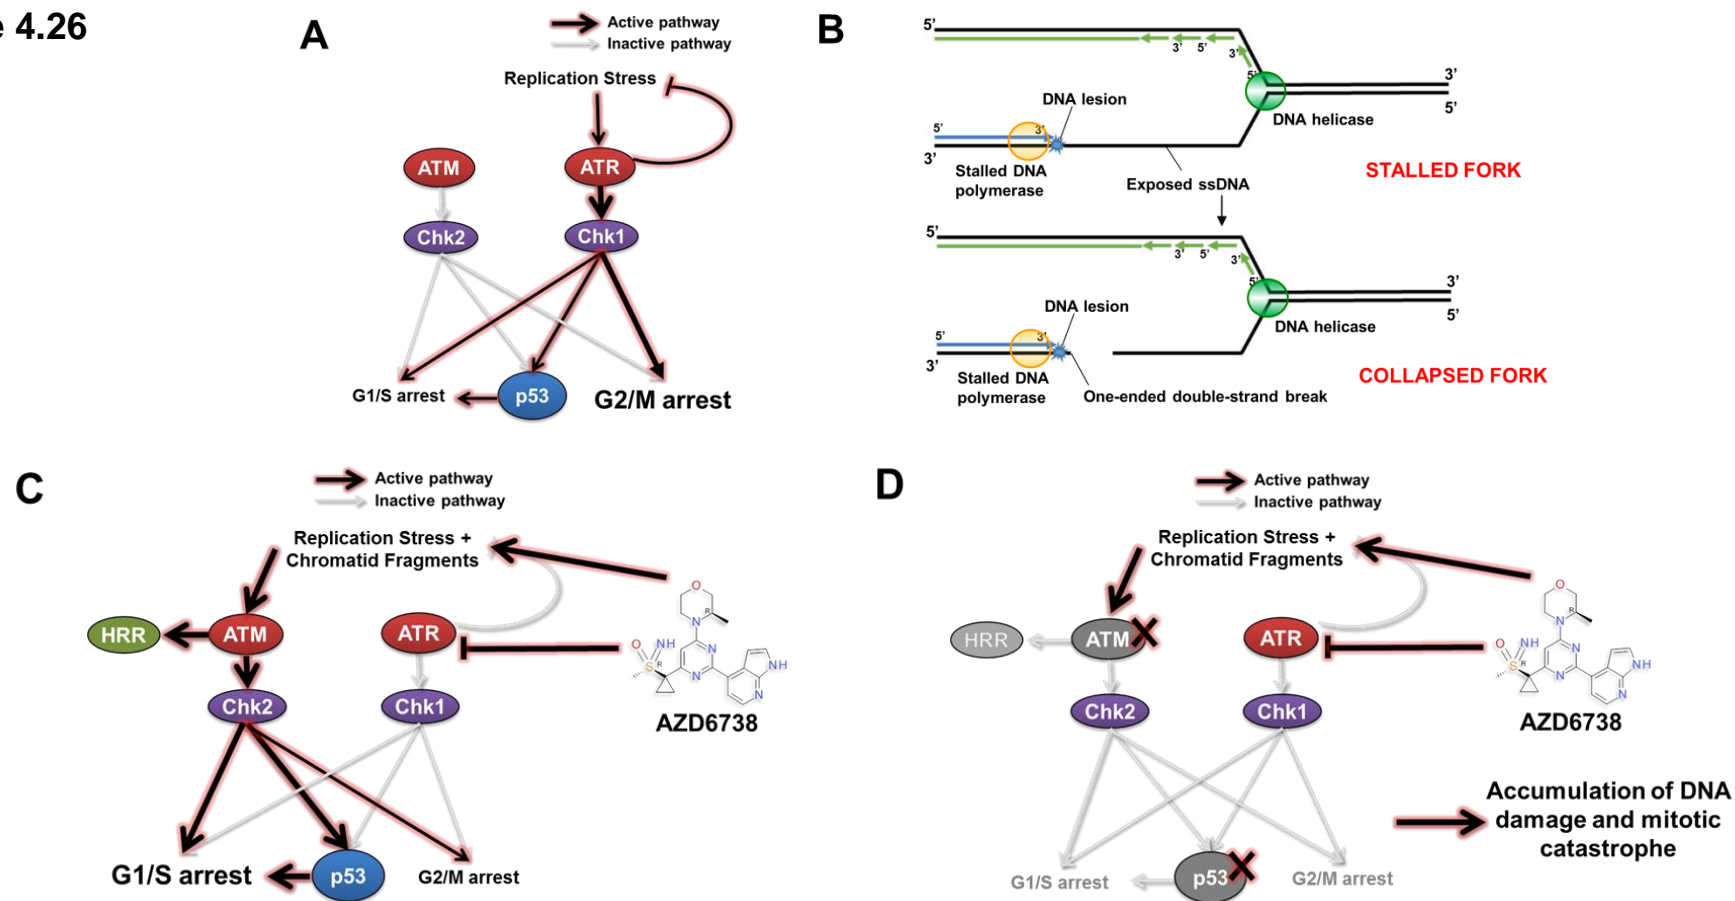 e 4.26
A
Active pathway
Inactive pathway
Replication Stress
ATM
ATR
Chk2
Chk1
G1/S arrest
p53
G2/M arrest
B
5’
3’
5’
3’
5’
3’
5’
DNA helicase
DNA lesion
5’
3’
3’
Stalled DNA
polymerase
Exposed ssDNA
STALLED FORK
5’
3’
5’
3’
5’
3’
5’
DNA helicase
DNA lesion
5’
3’
3’
Stalled DNA
polymerase
One-ended double-strand break
COLLAPSED FORK
C
Active pathway
Inactive pathway
Replication Stress +
Chromatid Fragments
HRR
ATM
ATR
Chk2
Chk1
O
R
N
O
NH
S
R
N
N
NH
N
AZD6738
G1/S arrest
p53
G2/M arrest
D
Active pathway
Inactive pathway
Replication Stress +
Chromatid Fragments
HRR
ATM
X
ATR
Chk2
Chk1
O
R
N
O
NH
S
R
N
N
NH
N
AZD6738
G1/S arrest
p53
X
G2/M arrest
Accumulation of DNA
damage and mitotic
catastrophe